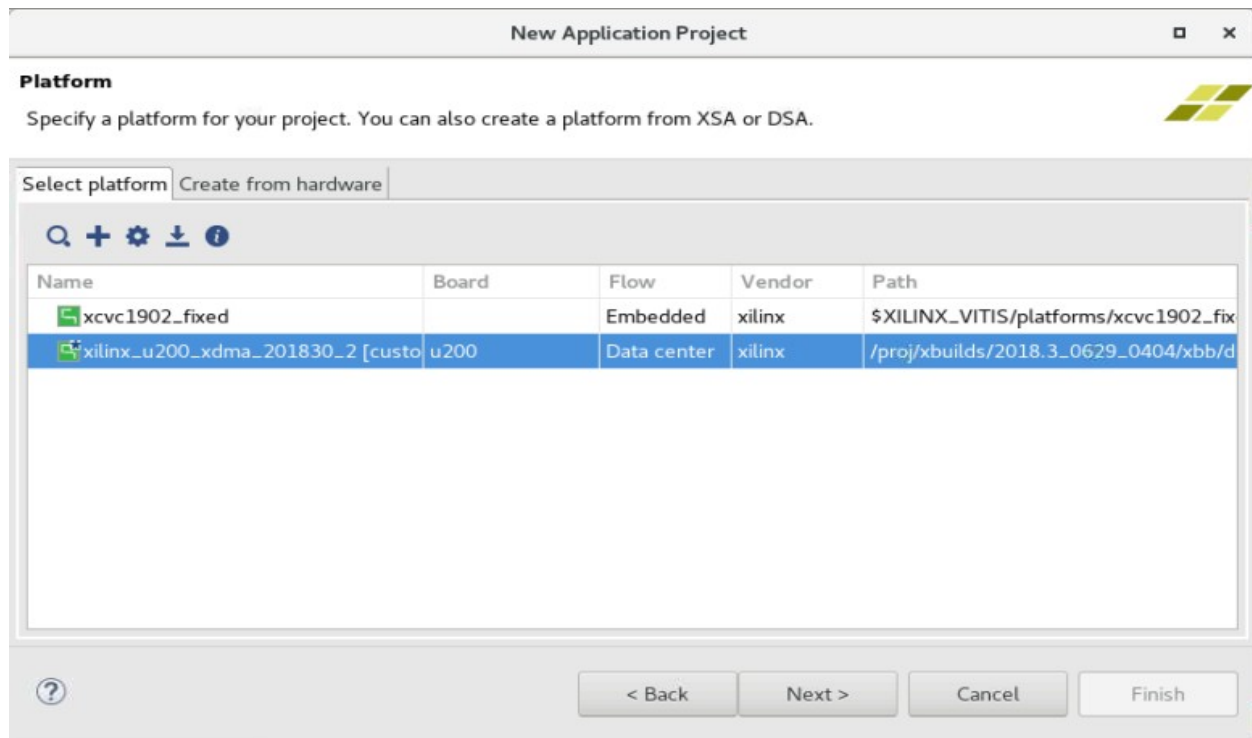 New Application Project
Platform
Specify a platform for your project. You can also create a platform from XSA or DSA.
Select platform Create from hardware
Name Board Flow Vendor Path
xcvc1902_fixed Embedded xilinx $XILINX_VITIS/platforms/xcvc1902_fix
xilinx_u200_xdma_201830_2 [custo u200 Data center xilinx /proj/xbuilds/2018.3_0629_0404/xbb/d
< Back Next > Cancel Finish